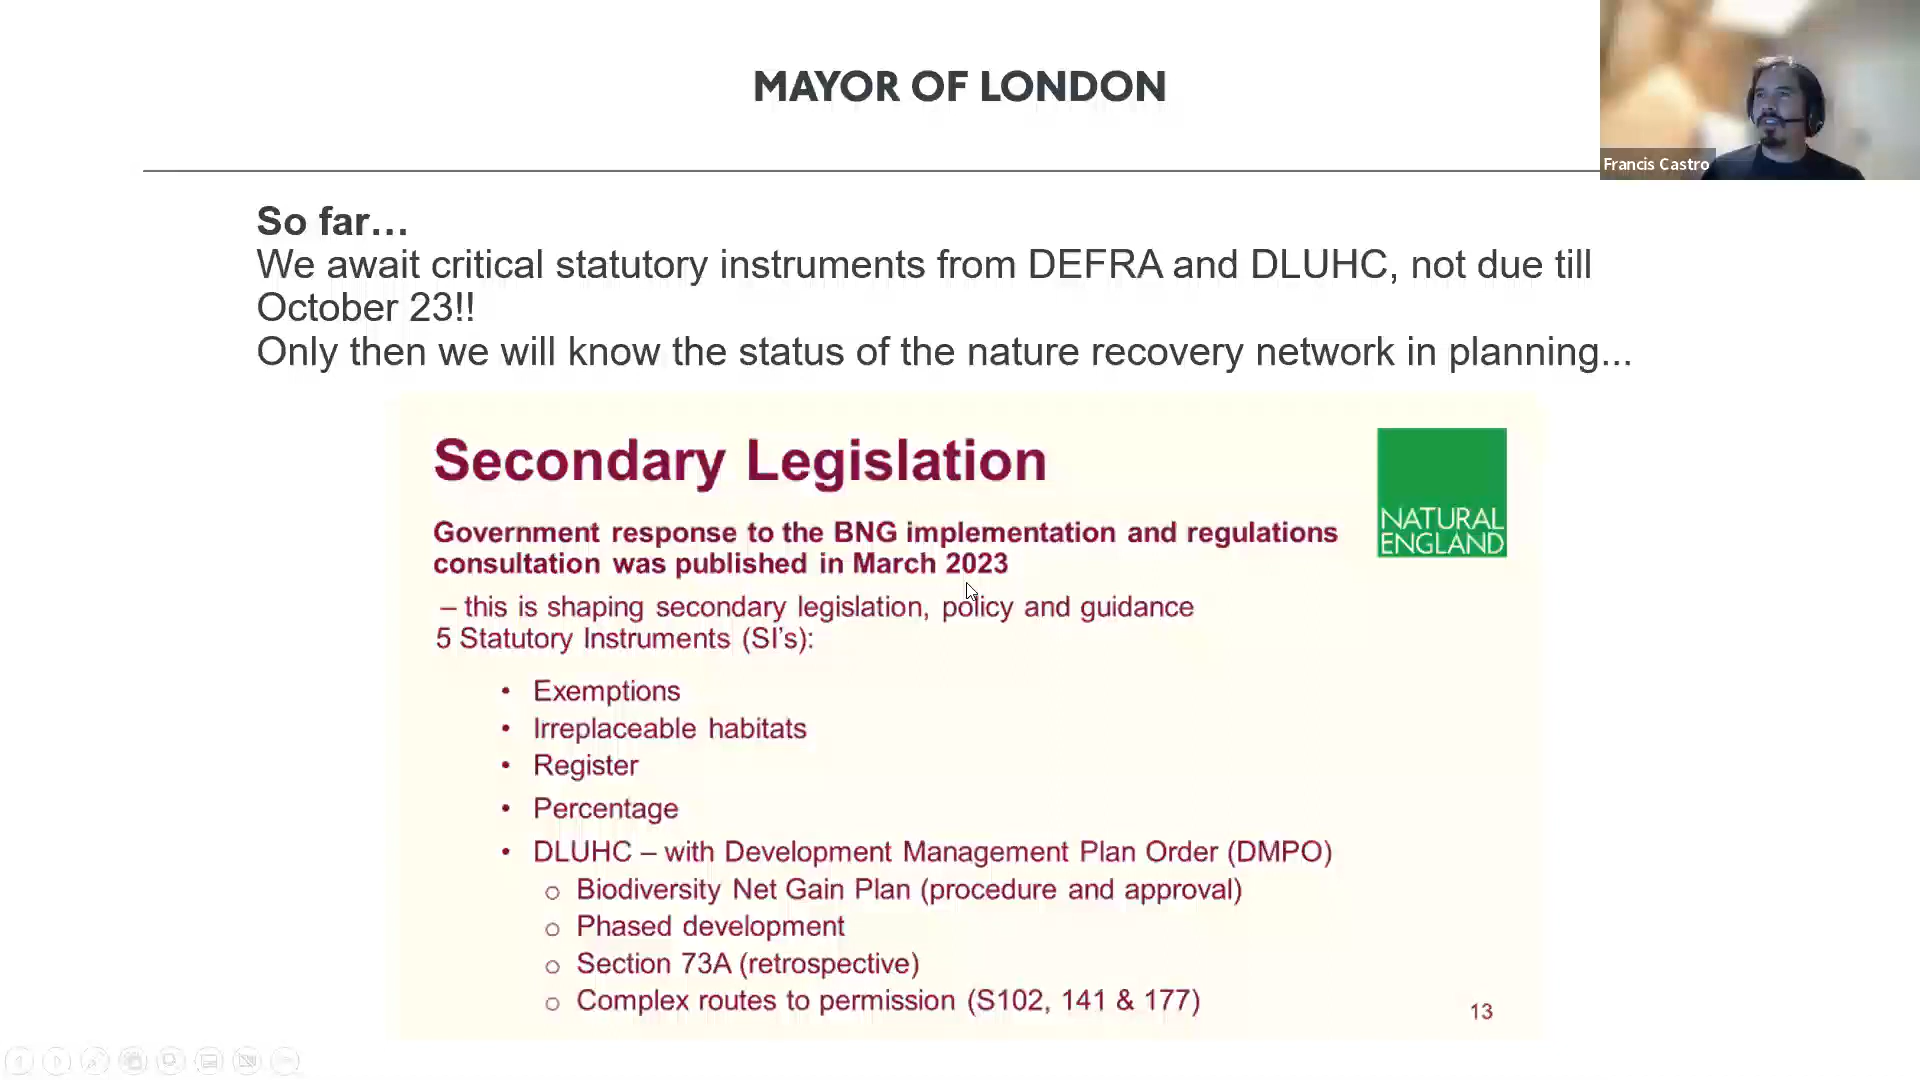 MAYOR OF LONDON
Francis Castro
So far...
We await critical statutory instruments from DEFRA and DLUHC, not due till
October 23!!
Only then we will know the status of the nature recovery network in planning...
Secondary Legislation
NATURAL
ENGLAND
Government response to the BNG implementation and regulations
consultation was published in March 2023
– this is shaping secondary legislation, policy and guidance
5 Statutory Instruments (SI's):
• Exemptions
• Irreplaceable habitats
• Register
• Percentage
• DLUHC – with Development Management Plan Order (DMPO)
o Biodiversity Net Gain Plan (procedure and approval)
o Phased development
o Section 73A (retrospective)
o Complex routes to permission (S102, 141 & 177)
13